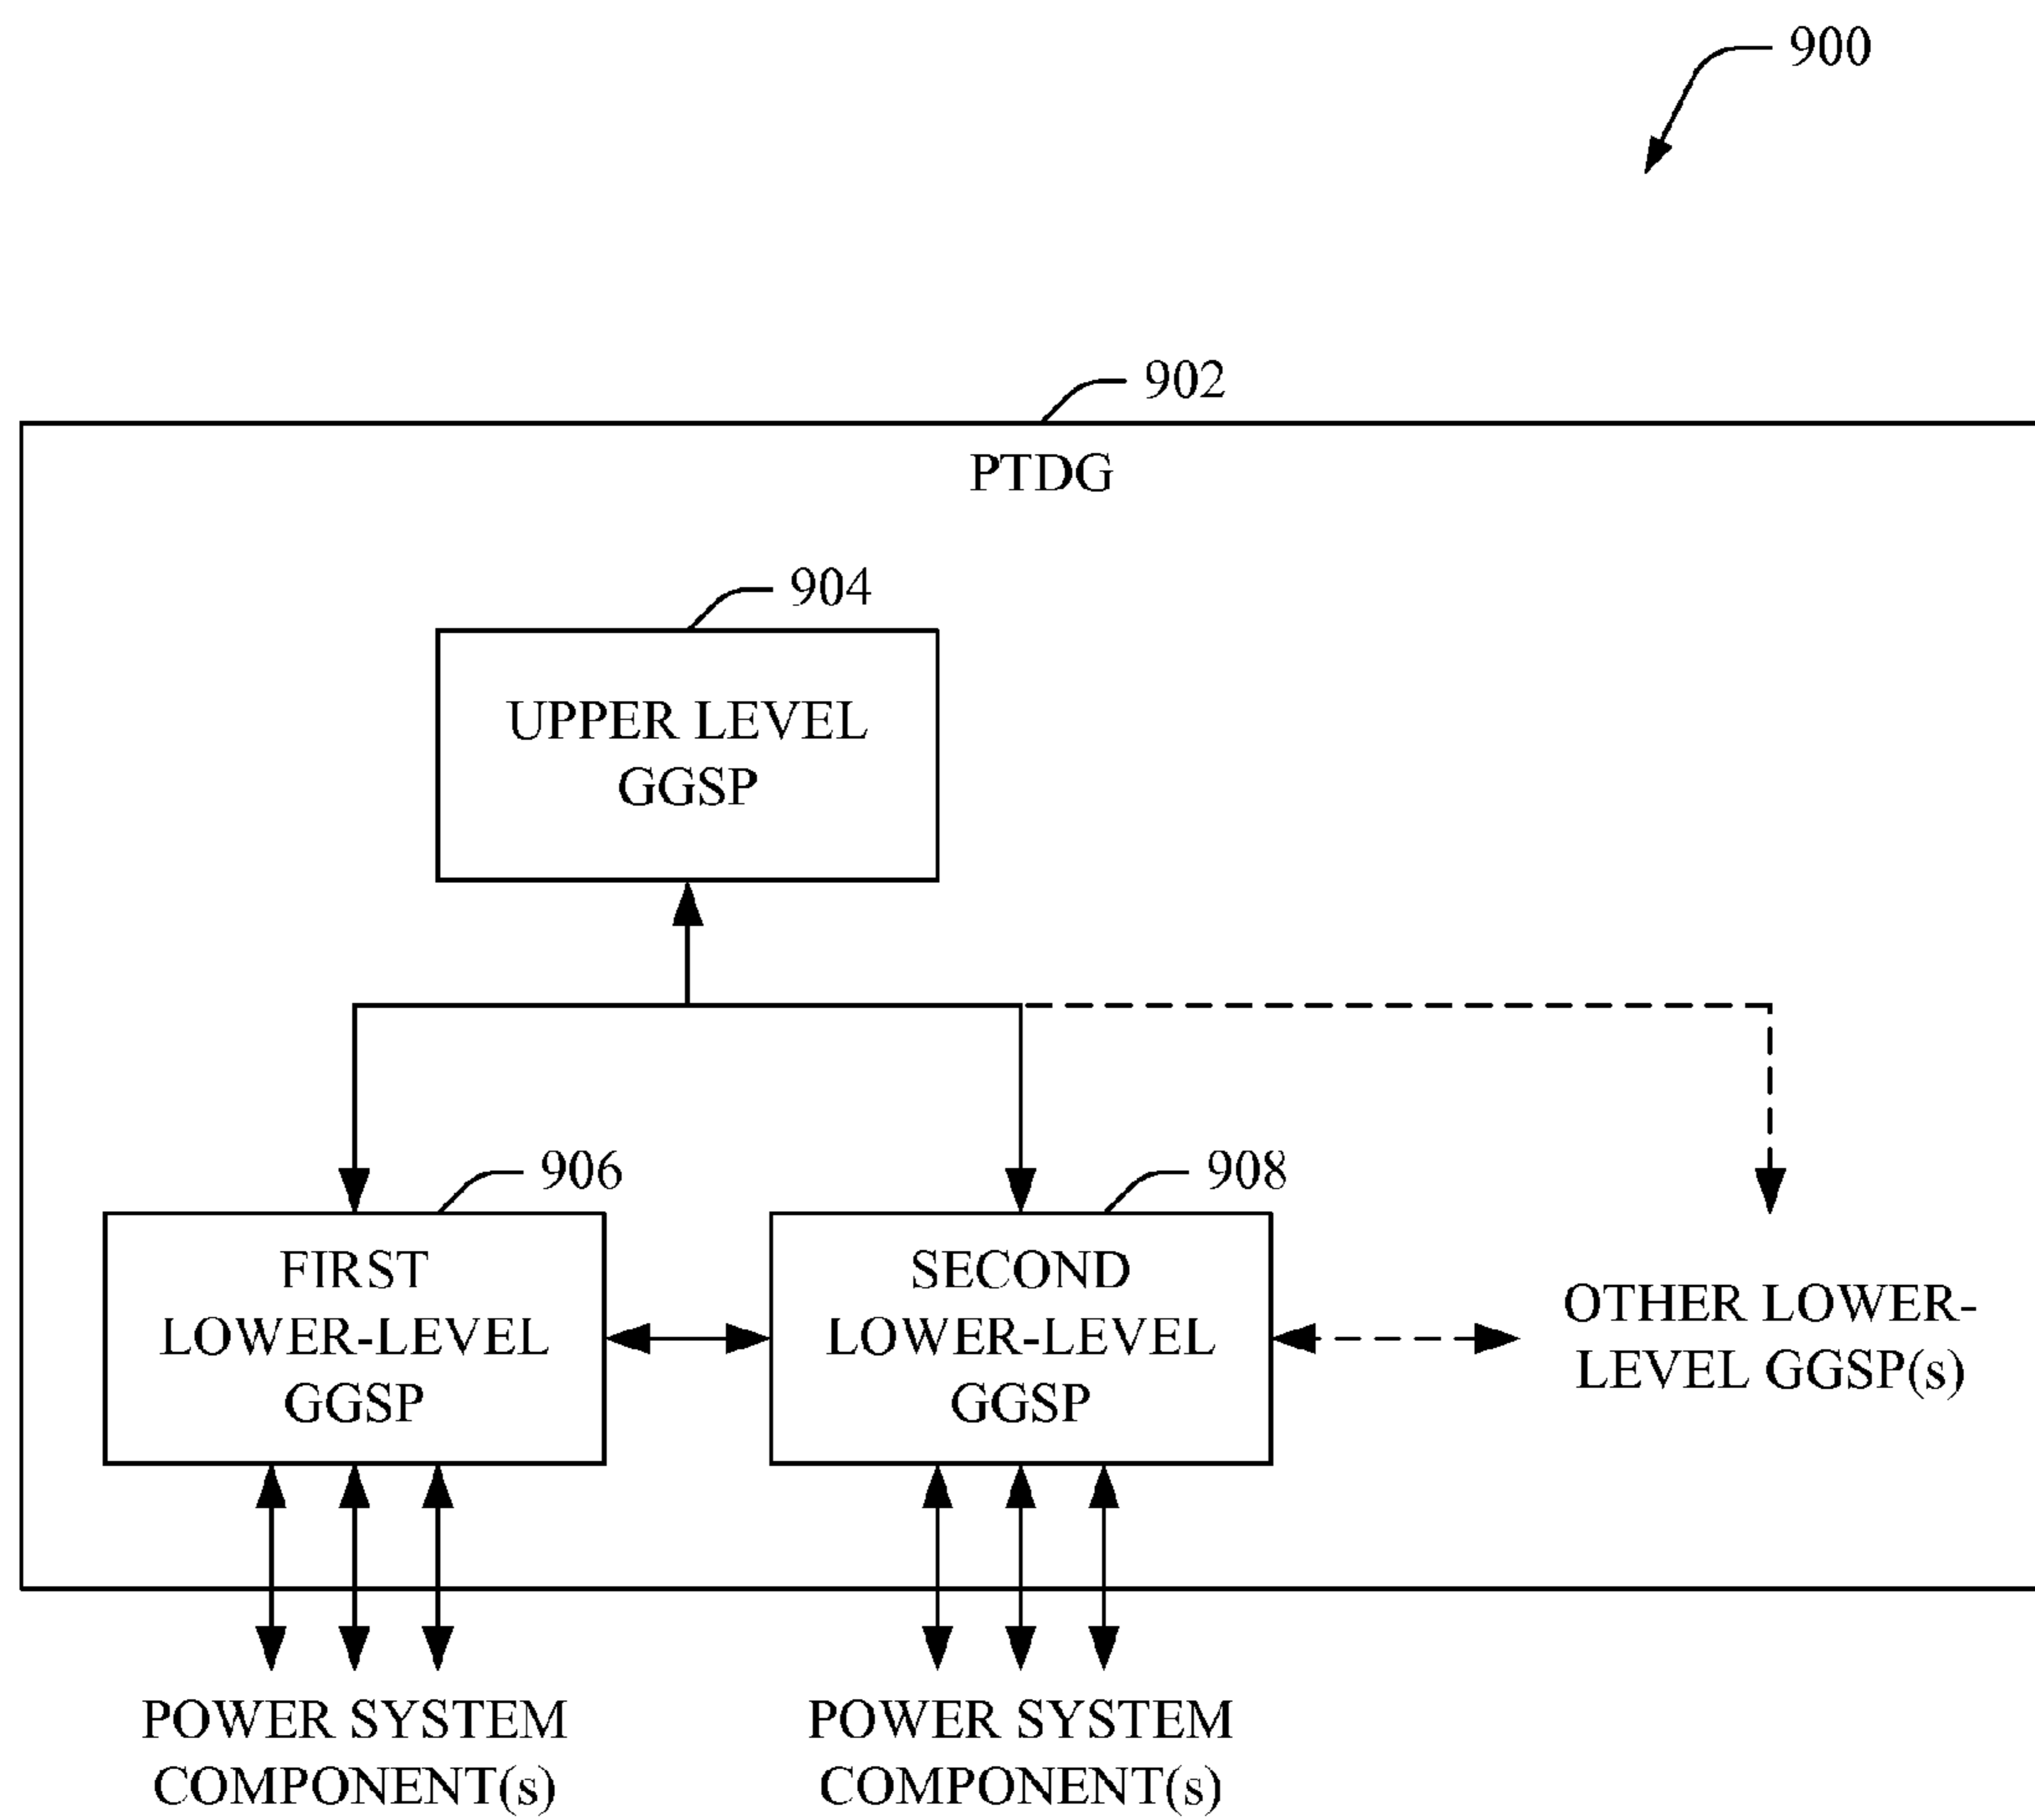 900
902
PTDG
904
UPPER LEVEL
GGSP
906
908
FIRST
LOWER-LEVEL
GGSP
SECOND
LOWER-LEVEL
GGSP
OTHER LOWER-
LEVEL GGSP(s)
POWER SYSTEM
COMPONENT(s)
POWER SYSTEM
COMPONENT(s)